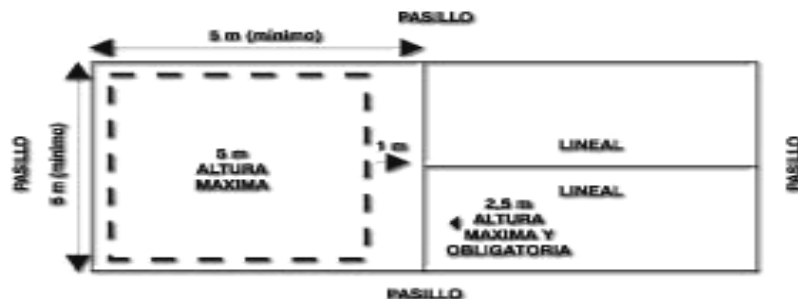 PASILLO
5 m (mínimo)
PASILLO
5 m (mínimo)
5 m
ALTURA
MAXIMA
1 m
LINEAL
LINEAL
2,5 m
ALTURA
MAXIMA Y
OBLIGATORIA
PASILLO
PASILLO